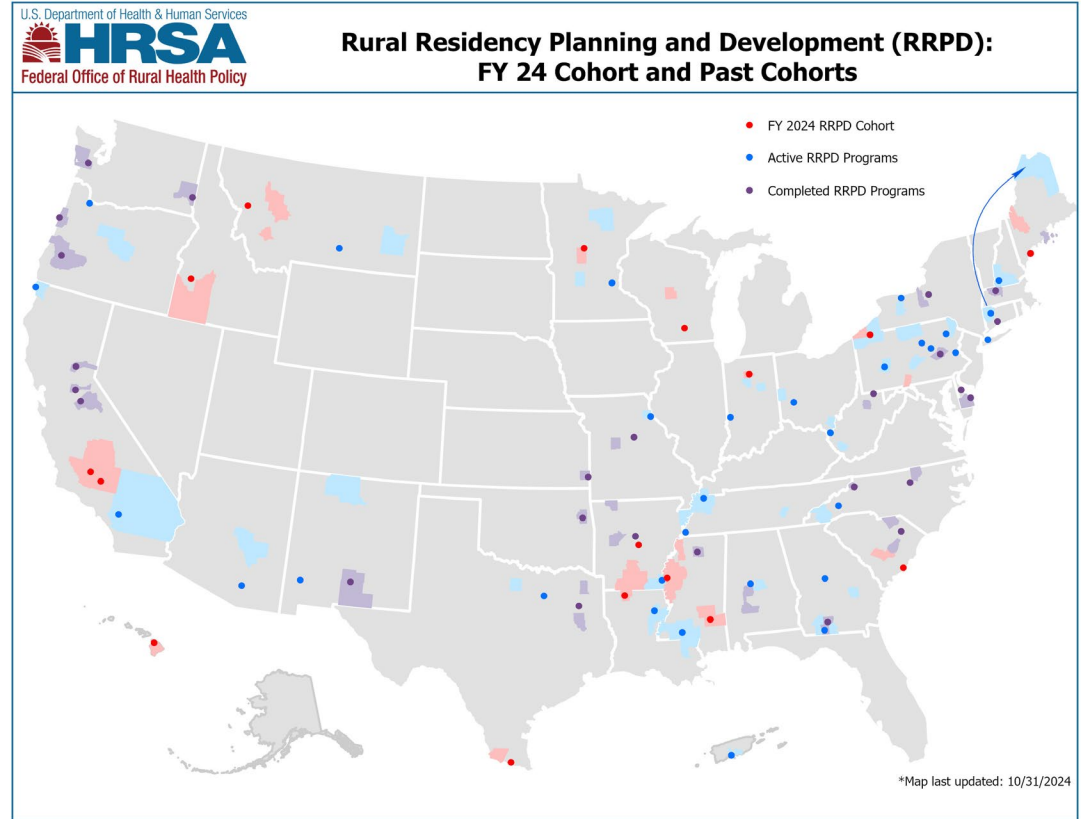 U.S. Department of Health & Human Services
HRSA
Federal Office of Rural Health Policy
Rural Residency Planning and Development (RRPD):
FY 24 Cohort and Past Cohorts
FY 2024 RRPD Cohort
Active RRPD Programs
Completed RRPD Programs
*Map last updated: 10/31/2024